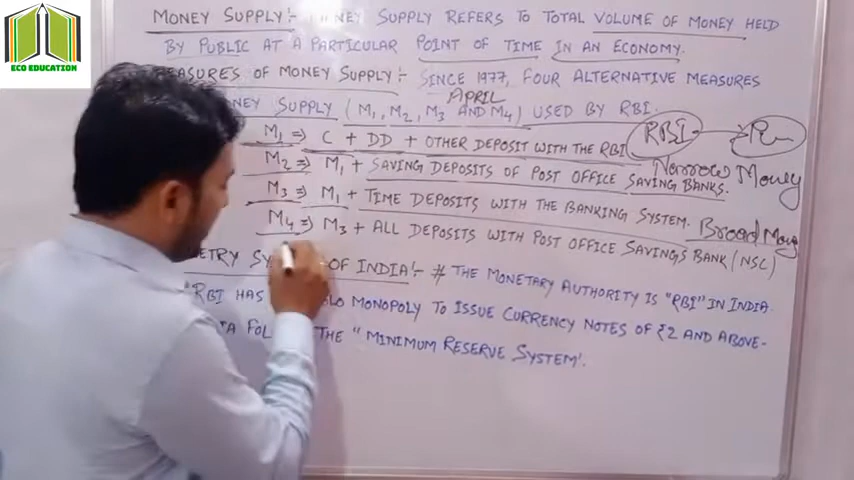 ECO EDUCATION
MONEY SUPPLY:- SUPPLY REFERS TO TOTAL VOLUME OF MONEY HELD
BY PUBLIC AT A PARTICULAR POINT OF TIME IN AN ECONOMY.
MEASURES OF MONEY SUPPLY:- SINCE 1977, FOUR ALTERNATIVE MEASURES
APRIL
MONEY SUPPLY (M1, M2, M3 AND M4) USED BY RBI.
M1 ⇒ C + DD + OTHER DEPOSIT WITH THE RBI RBI
M2 ⇒ M1 + SAVING DEPOSITS OF POST OFFICE SAVING BANKS. Narrow Money
M3 ⇒ M1 + TIME DEPOSITS WITH THE BANKING SYSTEM. Broad Money
M4 ⇒ M3 + ALL DEPOSITS WITH POST OFFICE SAVINGS BANK (NSC)
OF INDIA:- # THE MONETARY AUTHORITY IS "RBI" IN INDIA.
"RBI HAS MONOPOLY TO ISSUE CURRENCY NOTES OF ₹2 AND ABOVE-
THE "MINIMUM RESERVE SYSTEM".